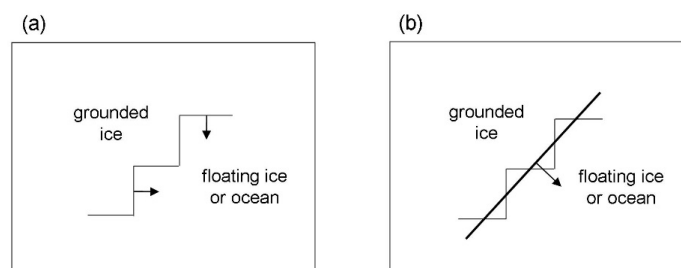 (a)
grounded
ice
floating ice
or ocean
(b)
grounded
ice
floating ice
or ocean